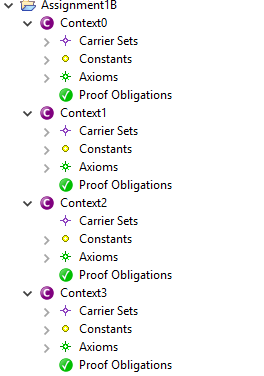 Assignment1B
C Context0
Carrier Sets
Constants
Axioms
Proof Obligations
C Context1
Carrier Sets
Constants
Axioms
Proof Obligations
C Context2
Carrier Sets
Constants
Axioms
Proof Obligations
C Context3
Carrier Sets
Constants
Axioms
Proof Obligations